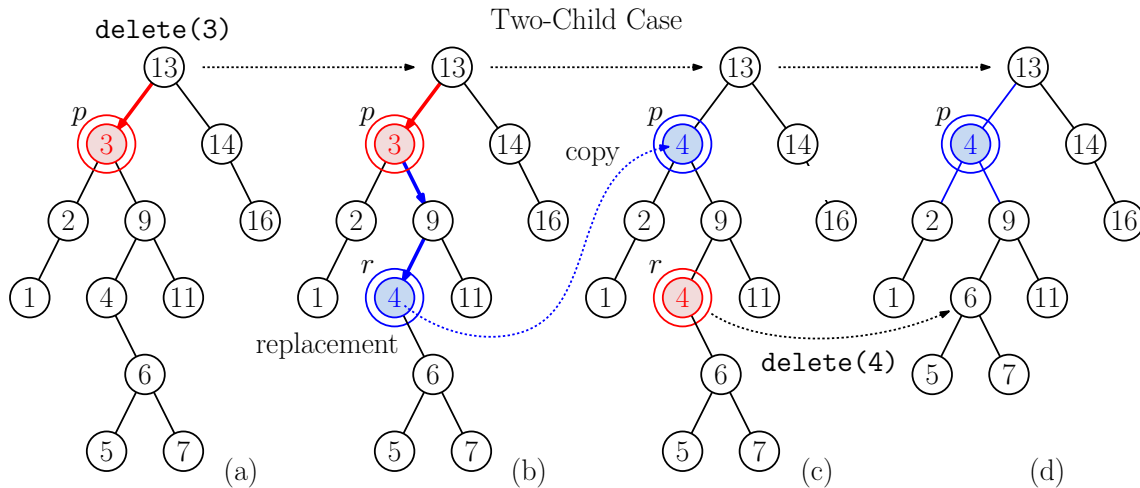 Two-Child Case
delete(3)
13 13 13 13
p p p p
3 14 3 14 copy 4 14 4 14
2 9 16 2 9 16 2 9 16 2 9 16
r r
1 4 11 1 4 11 1 4 11 1 6 11
replacement
delete(4)
6 6 6 5 7
5 7 5 7 5 7
(a) (b) (c) (d)